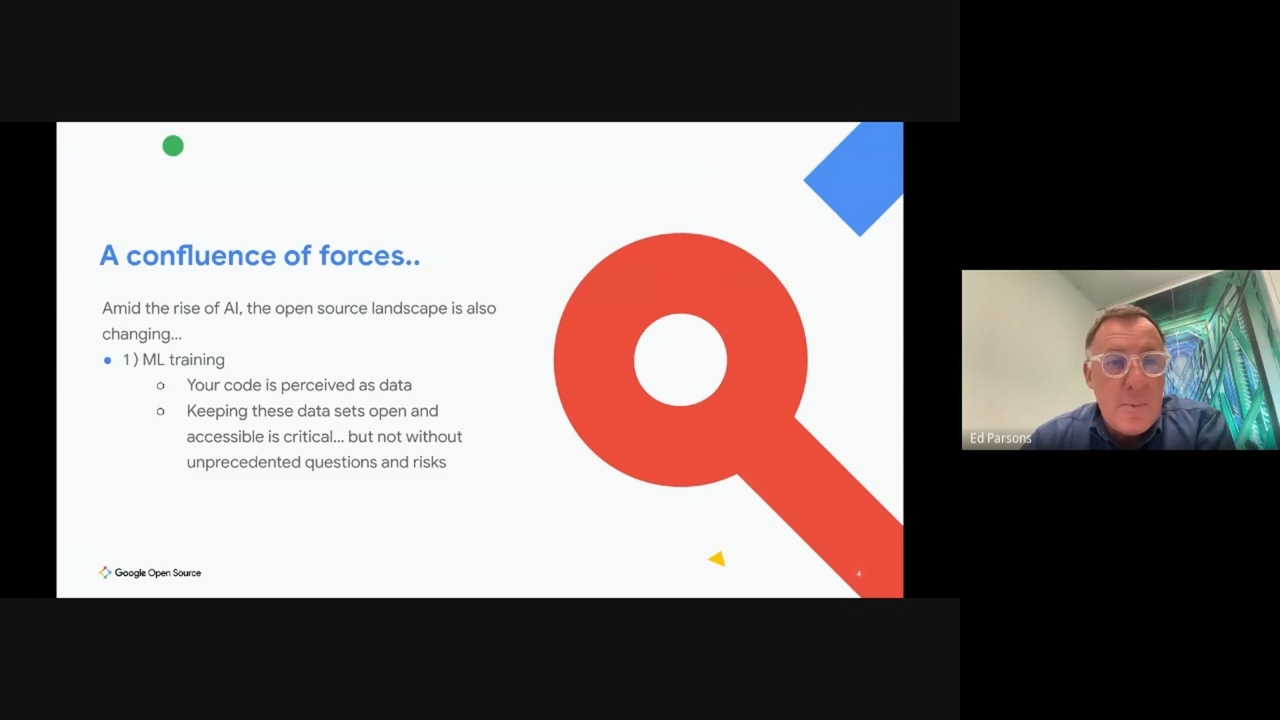 A confluence of forces..
Amid the rise of AI, the open source landscape is also
changing...
1 ) ML training
Your code is perceived as data
Keeping these data sets open and
accessible is critical... but not without
unprecedented questions and risks
Google Open Source
4
Ed Parsons